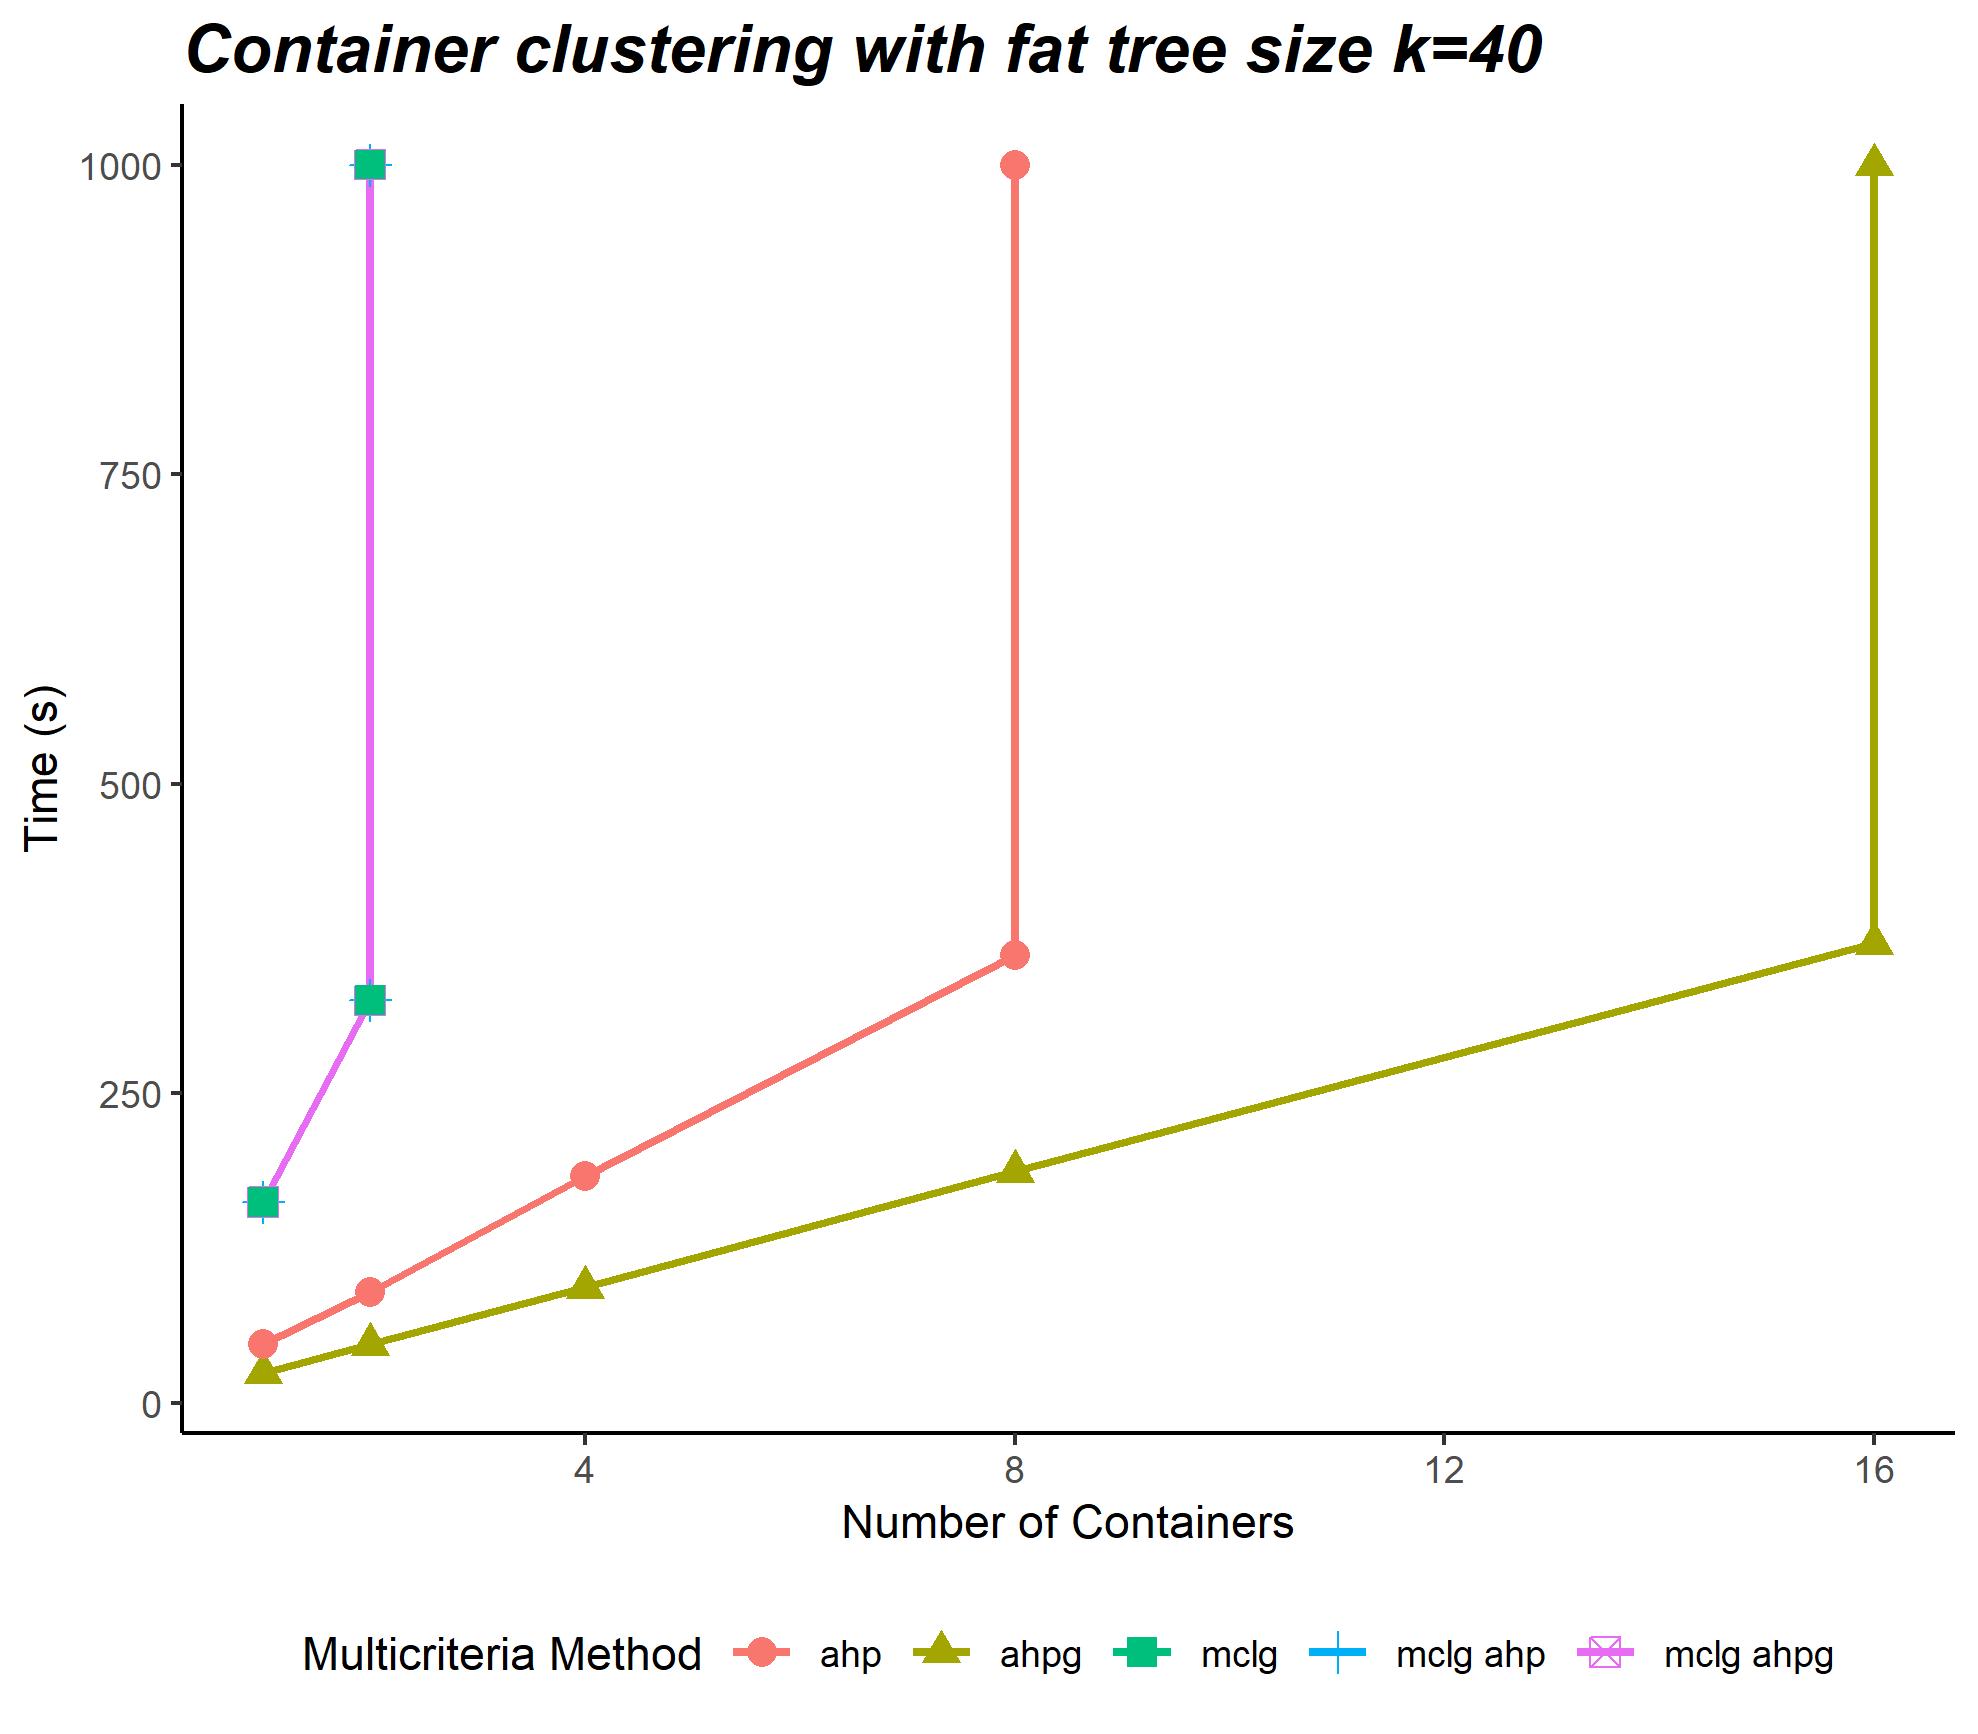 Container clustering with fat tree size k=40
1000
750
500
250
0
Time (s)
4 8 12 16
Number of Containers
Multicriteria Method ahp ahpg mclg mclg ahp mclg ahpg